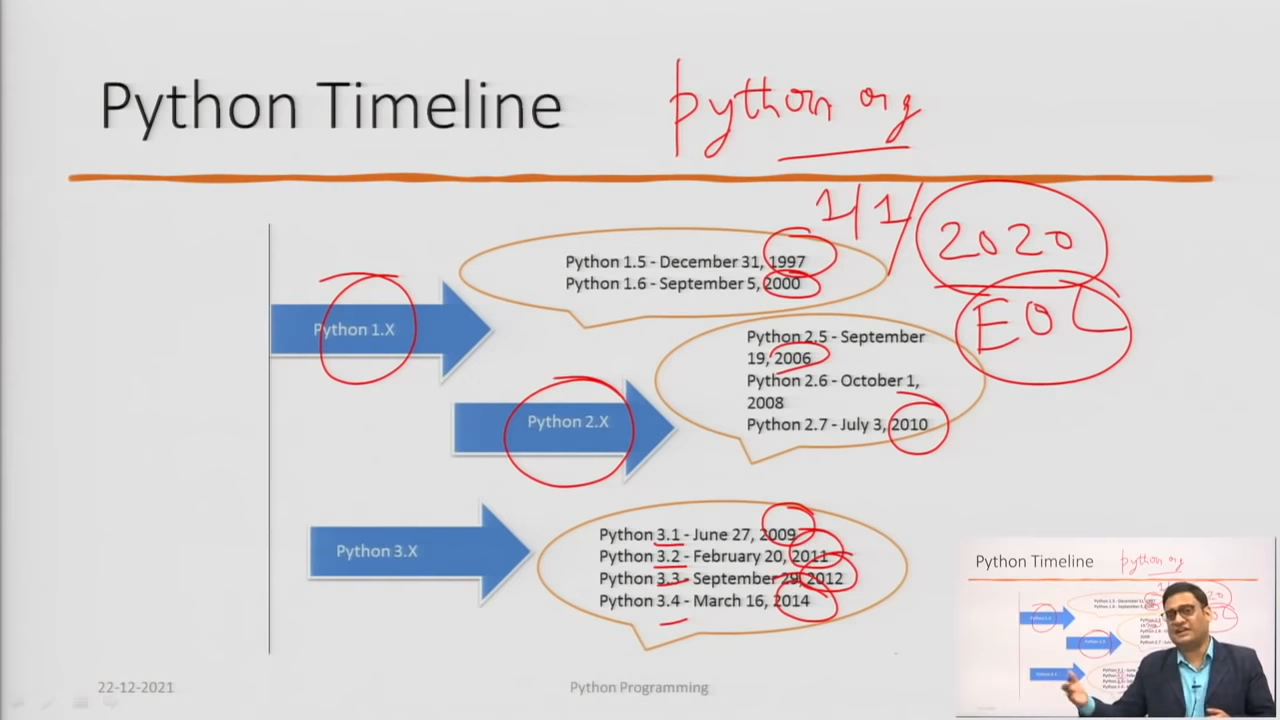 Python Timeline
python org
1/1/2020
EOL
Python 1.X
Python 1.5 - December 31, 1997
Python 1.6 - September 5, 2000
Python 2.X
Python 2.5 - September
19, 2006
Python 2.6 - October 1,
2008
Python 2.7 - July 3, 2010
Python 3.X
Python 3.1 - June 27, 2009
Python 3.2 - February 20, 2011
Python 3.3 - September 29, 2012
Python 3.4 - March 16, 2014
22-12-2021
Python Programming
Python Timeline
python org